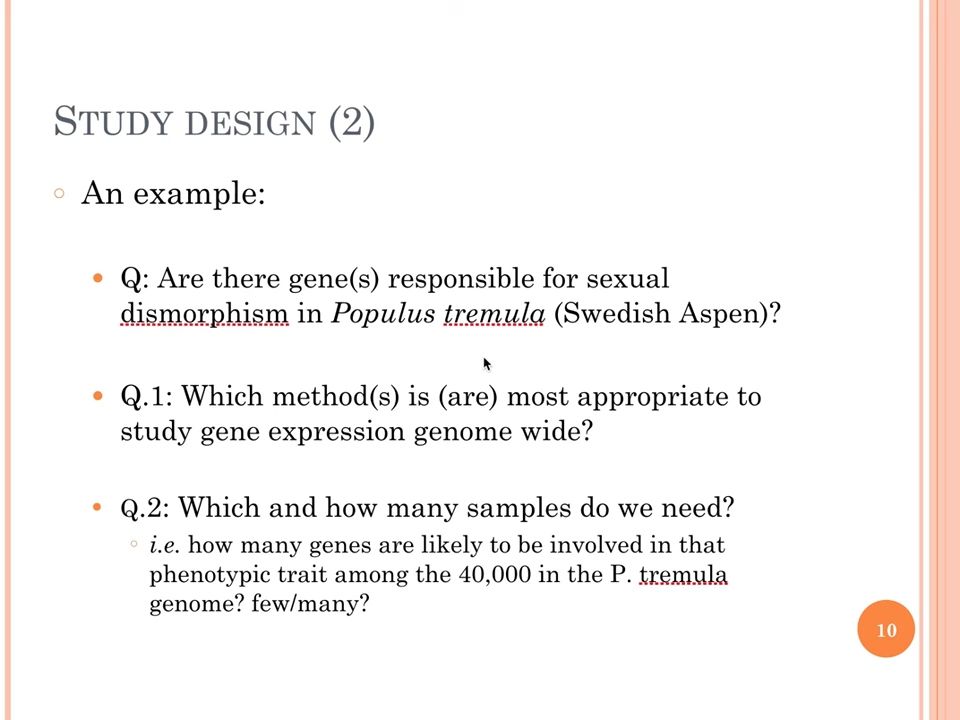 STUDY DESIGN (2)
An example:
Q: Are there gene(s) responsible for sexual
dismorphism in Populus tremula (Swedish Aspen)?
Q.1: Which method(s) is (are) most appropriate to
study gene expression genome wide?
Q.2: Which and how many samples do we need?
i.e. how many genes are likely to be involved in that
phenotypic trait among the 40,000 in the P. tremula
genome? few/many?
10